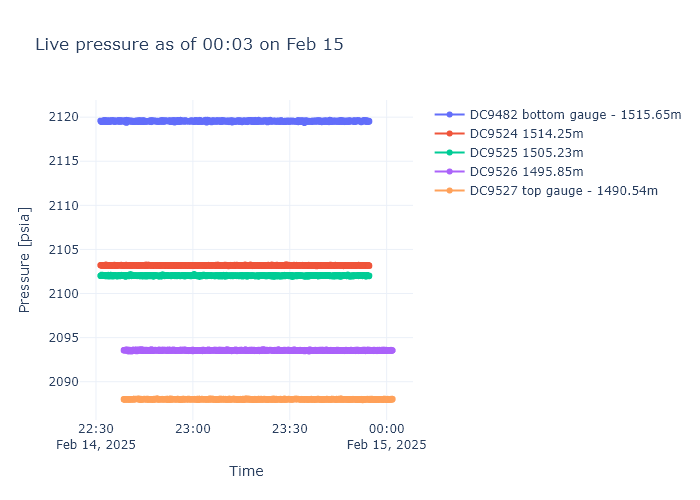 Live pressure as of 00:03 on Feb 15
DC9482 bottom gauge - 1515.65m
DC9524 1514.25m
DC9525 1505.23m
DC9526 1495.85m
DC9527 top gauge - 1490.54m
Pressure [psia]
2120
2115
2110
2105
2100
2095
2090
22:30
Feb 14, 2025
23:00
23:30
00:00
Feb 15, 2025
Time